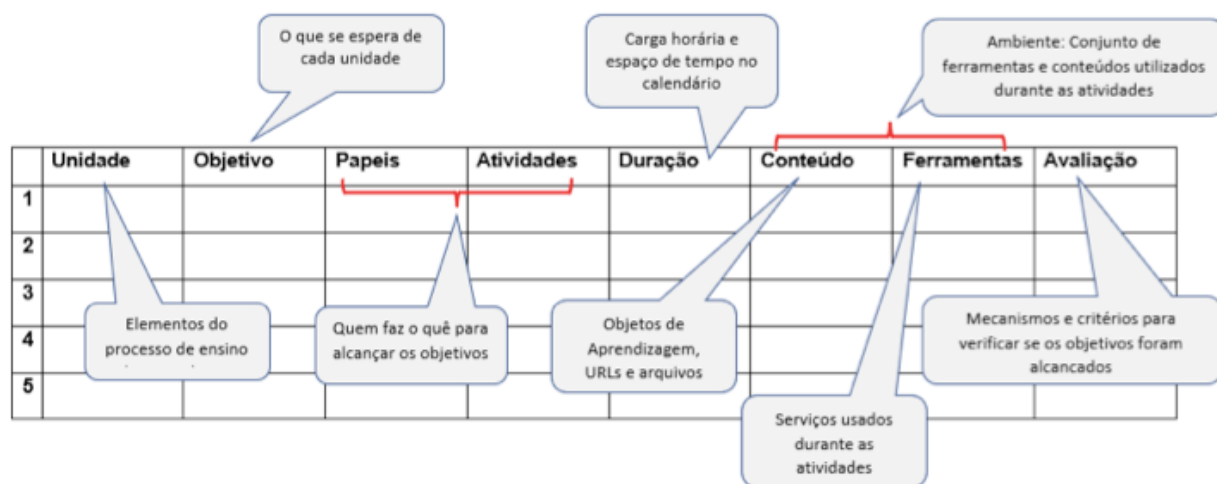 O que se espera de
cada unidade
Carga horária e
espaço de tempo no
calendário
Ambiente: Conjunto de
ferramentas e conteúdos utilizados
durante as atividades
Unidade Objetivo Papeis Atividades Duração Conteúdo Ferramentas Avaliação
1
2
3
4
5
Elementos do
processo de ensino
Quem faz o quê para
alcançar os objetivos
Objetos de
Aprendizagem,
URLs e arquivos
Mecanismos e critérios para
verificar se os objetivos foram
alcancados
Serviços usados
durante as
atividades